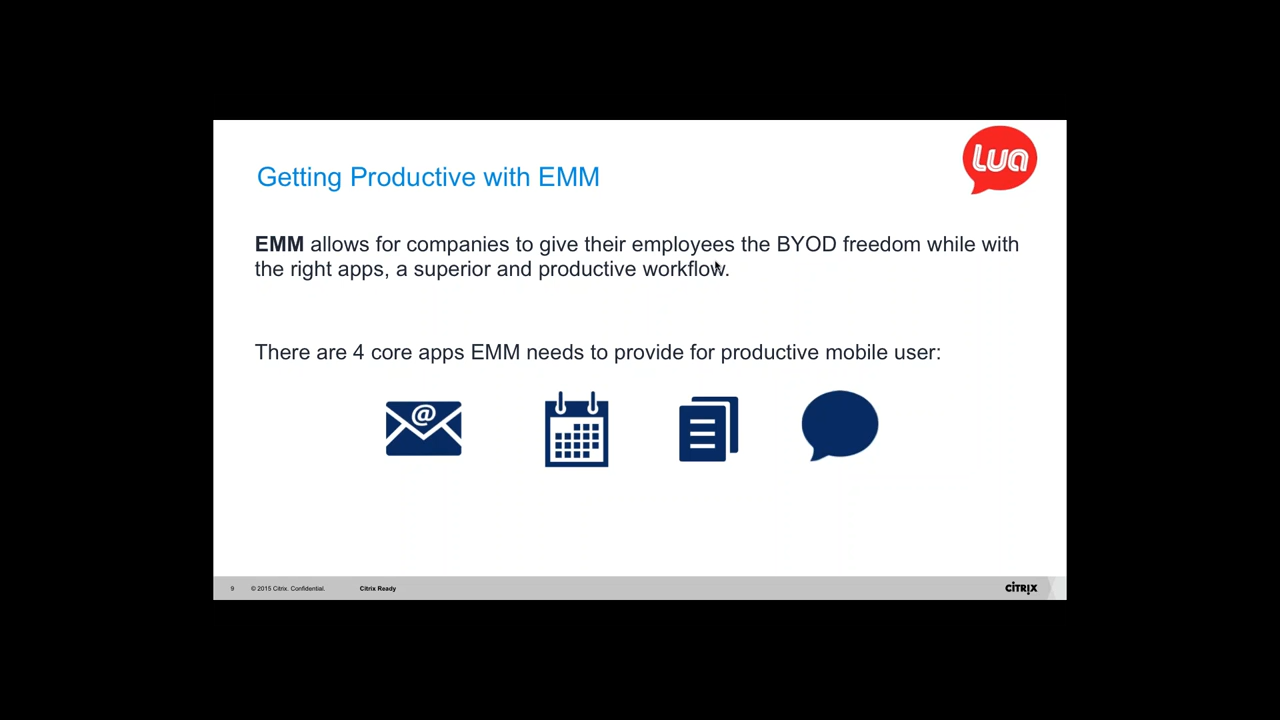 Lua
Getting Productive with EMM
EMM allows for companies to give their employees the BYOD freedom while with
the right apps, a superior and productive workflow.
There are 4 core apps EMM needs to provide for productive mobile user:
@
9 © 2015 Citrix. Confidential. Citrix Ready CITRIX